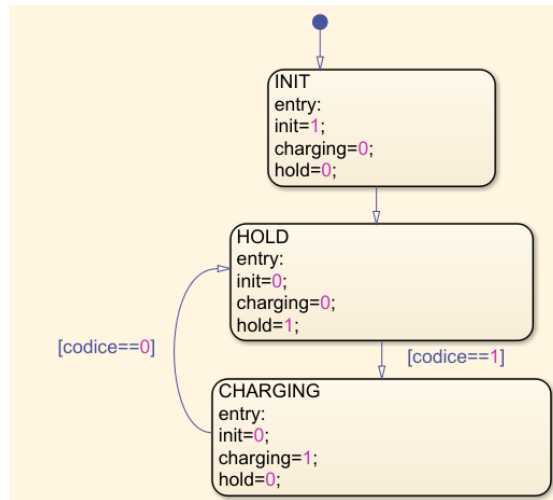 INIT
entry:
init=1;
charging=0;
hold=0;
HOLD
entry:
init=0;
charging=0;
hold=1;
[codice==0]
[codice==1]
CHARGING
entry:
init=0;
charging=1;
hold=0;